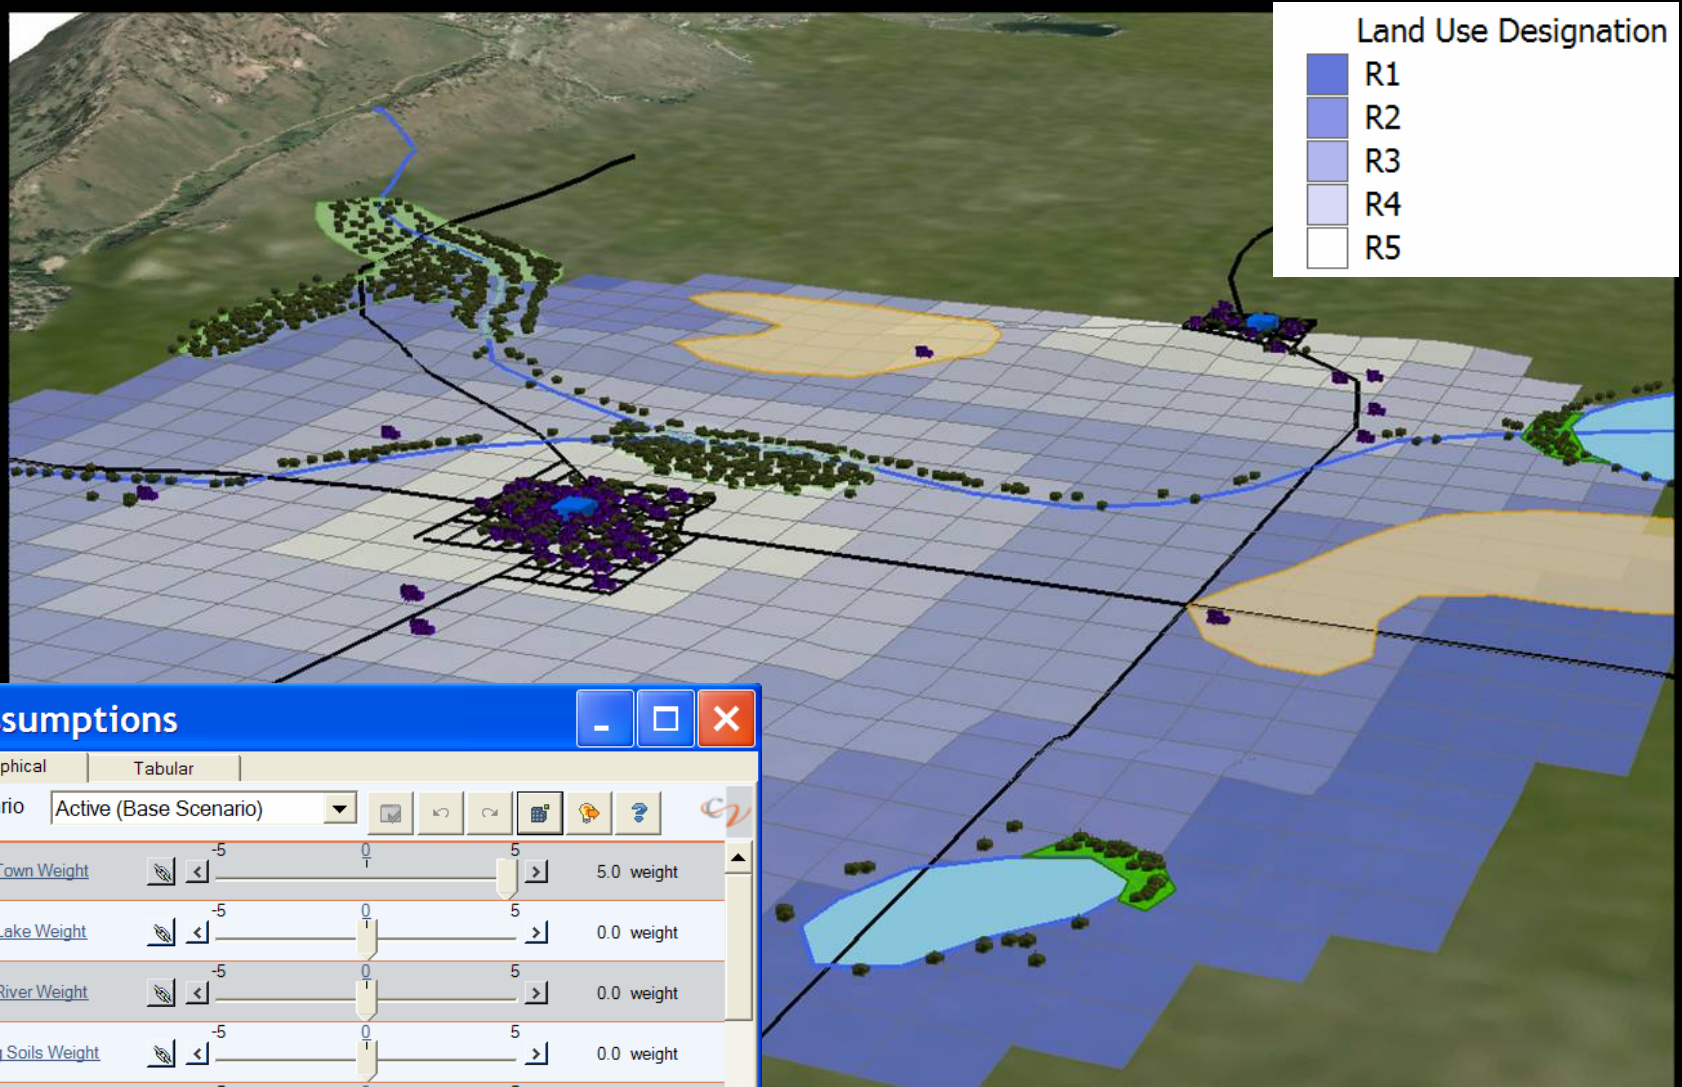 Land Use Designation
R1
R2
R3
R4
R5
sumptions
phical Tabular
rio Active (Base Scenario)
-5 0 5
Town Weight 5.0 weight
-5 0 5
Lake Weight 0.0 weight
-5 0 5
River Weight 0.0 weight
-5 0 5
Soils Weight 0.0 weight